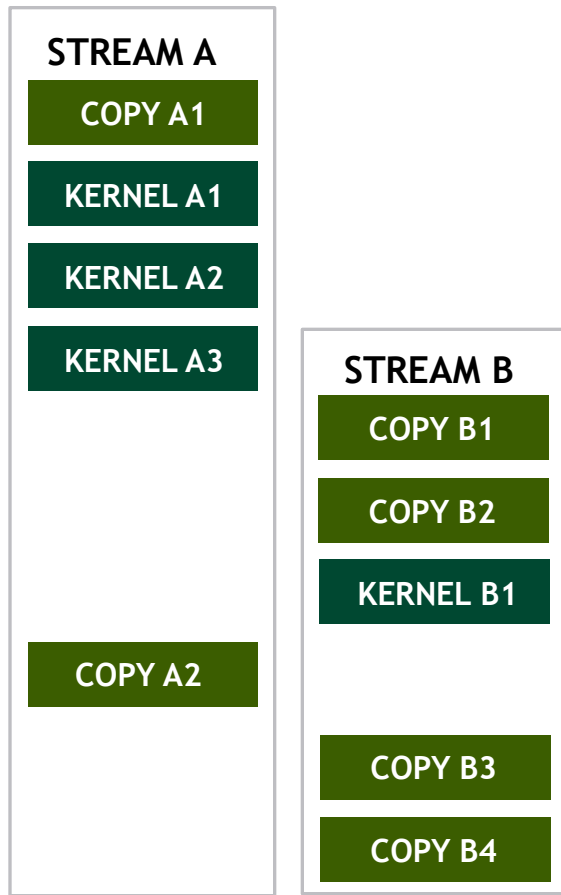 STREAM A
COPY A1
KERNEL A1
KERNEL A2
KERNEL A3
COPY A2
STREAM B
COPY B1
COPY B2
KERNEL B1
COPY B3
COPY B4